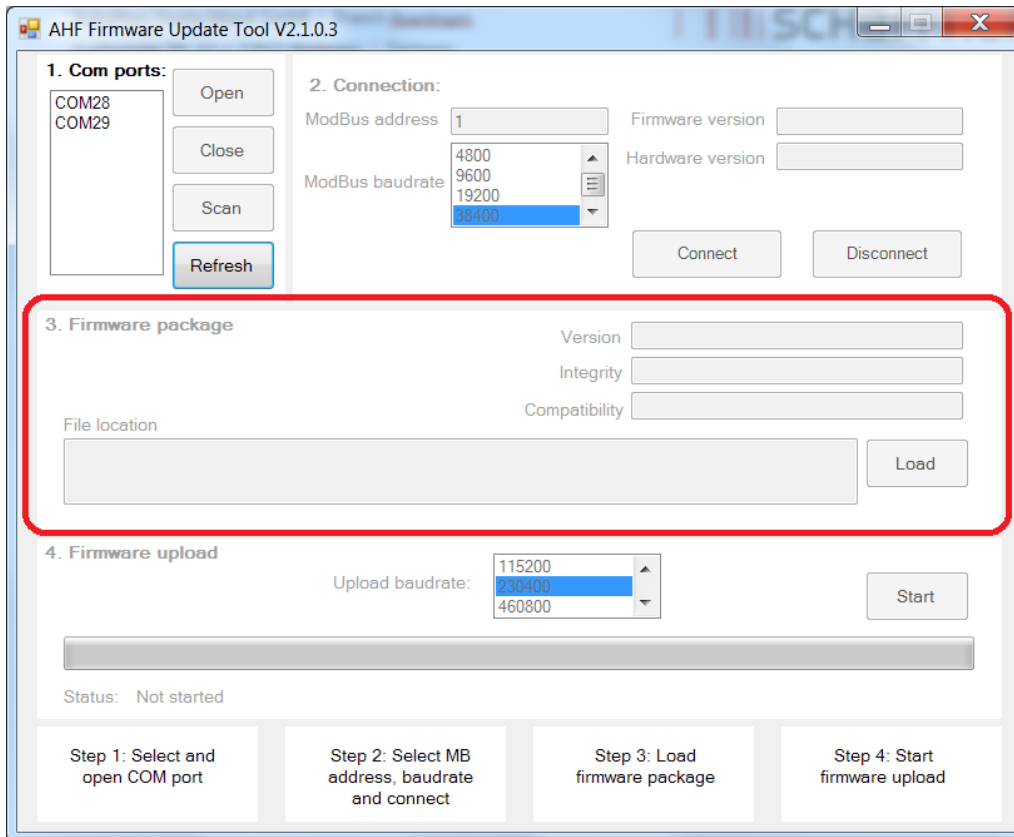 AHF Firmware Update Tool V2.1.0.3
1. Com ports:
COM28
COM29
Open
Close
Scan
Refresh
2. Connection:
ModBus address
1
ModBus baudrate
4800
9600
19200
38400
Firmware version
Hardware version
Connect
Disconnect
3. Firmware package
Version
Integrity
Compatibility
File location
Load
4. Firmware upload
Upload baudrate:
115200
230400
460800
Start
Status: Not started
Step 1: Select and
open COM port
Step 2: Select MB
address, baudrate
and connect
Step 3: Load
firmware package
Step 4: Start
firmware upload